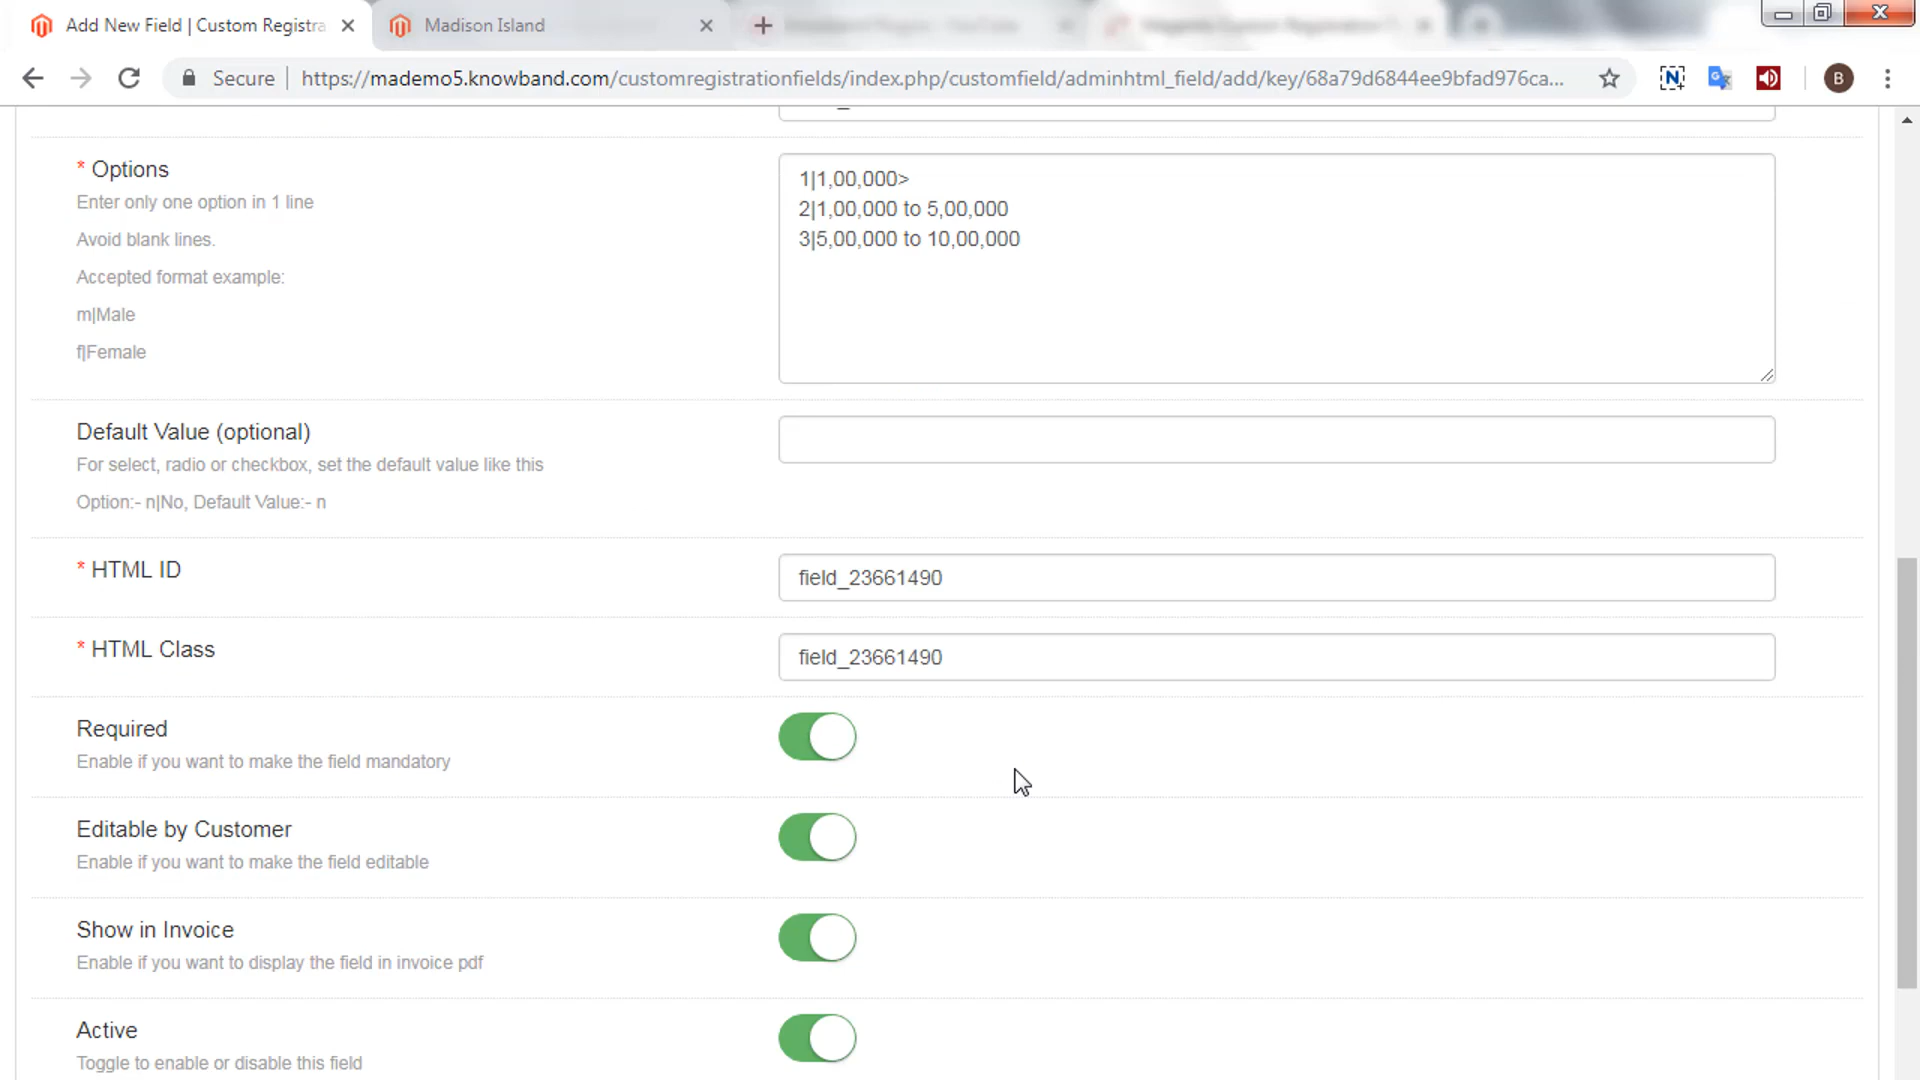 Add New Field | Custom Registra
Madison Island
Secure
https://mademo5.knowband.com/customregistrationfields/index.php/customfield/adminhtml_field/add/key/68a79d6844ee9bfad976ca...
B
* Options
Enter only one option in 1 line
Avoid blank lines.
Accepted format example:
m|Male
f|Female
1|1,00,000>
2|1,00,000 to 5,00,000
3|5,00,000 to 10,00,000
Default Value (optional)
For select, radio or checkbox, set the default value like this
Option:- n|No, Default Value:- n
* HTML ID
field_23661490
* HTML Class
field_23661490
Required
Enable if you want to make the field mandatory
Editable by Customer
Enable if you want to make the field editable
Show in Invoice
Enable if you want to display the field in invoice pdf
Active
Toggle to enable or disable this field